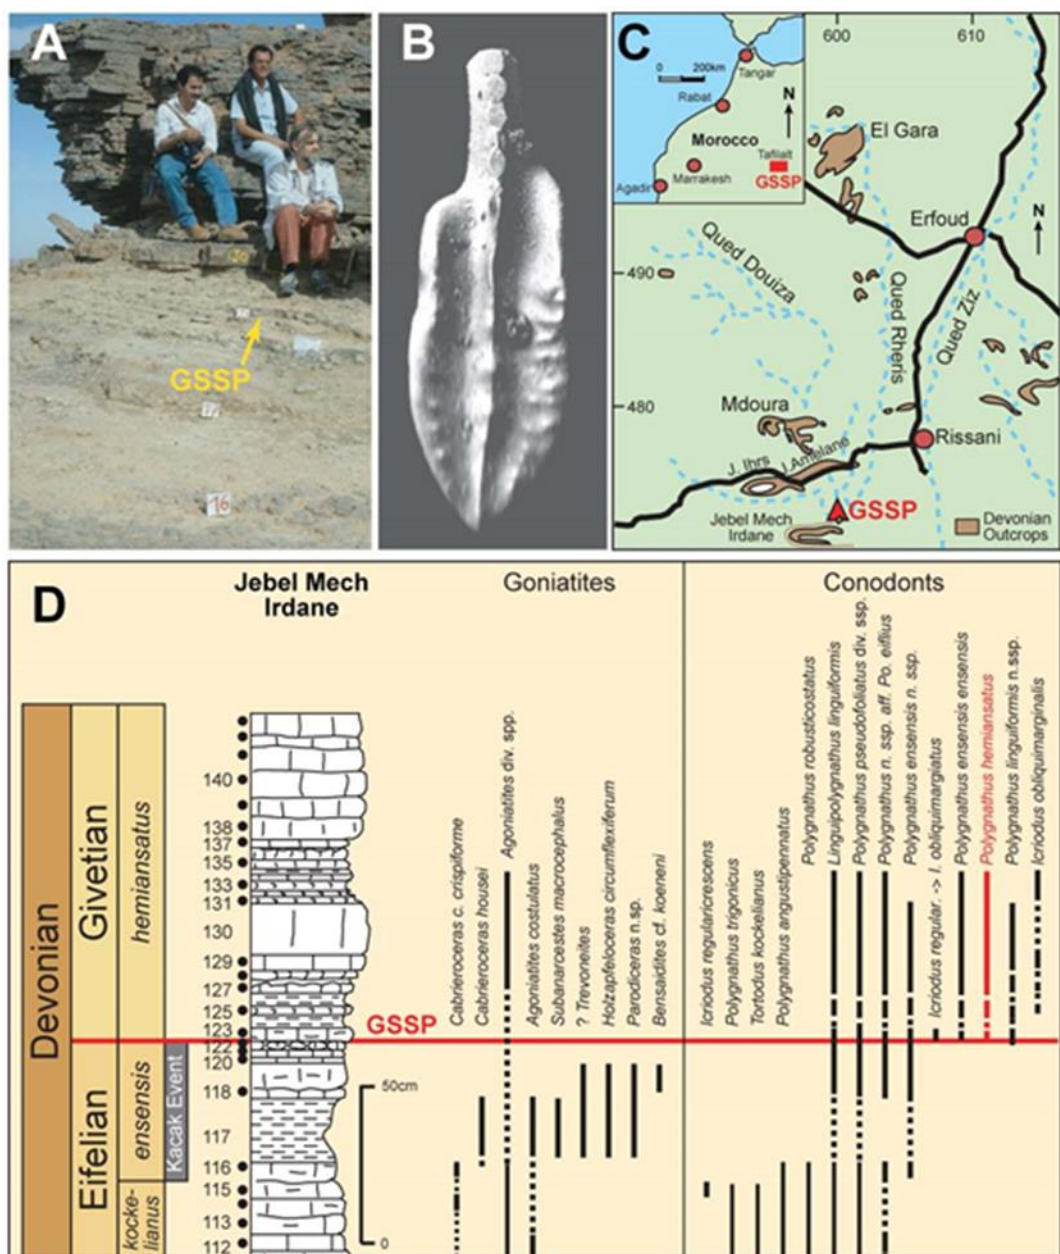 A
GSSP
16
B
C
600
610
0 200km
Tangar
Rabat
N
Morocco
Tafilalt
GSSP
Marrakesh
Agadir
El Gara
Erfoud
N
490
Qued Douiza
Qued Rheris
Qued Ziz
480
Mdoura
Rissani
J. Ihrs
J.Amelane
GSSP
Jebel Mech
Irdane
Devonian
Outcrops
D
Jebel Mech
Irdane
Goniatites
Conodonts
Devonian
Givetian
Eifelian
hemiansatus
ensensis
kocke-
lianus
Kacak Event
140
138
137
135
133
131
130
129
127
125
123
122
120
118
117
116
115
113
112
GSSP
50cm
0
Cabrieroceras c. crispiforme
Cabrieroceras housei
Agoniatites div. spp.
Agoniatites costulatus
Subanarcestes macrocephalus
? Trevoneites
Holzapfeloceras circumflexiferum
Parodiceras n.sp.
Bensaidites cf. koeneni
Icriodus regularicrescens
Polygnathus trigonicus
Tortodus kockelianus
Polygnathus angustipennatus
Polygnathus robusticostatus
Linguipolygnathus linguiformis
Polygnathus pseudofoliatus div. ssp.
Polygnathus n. ssp. aff. Po. eiflius
Polygnathus ensensis n. ssp.
Icriodus regular. -> I. obliquimargiatus
Polygnathus ensensis ensensis
Polygnathus hemiansatus
Polygnathus linguiformis n.ssp.
Icriodus obliquimarginalis